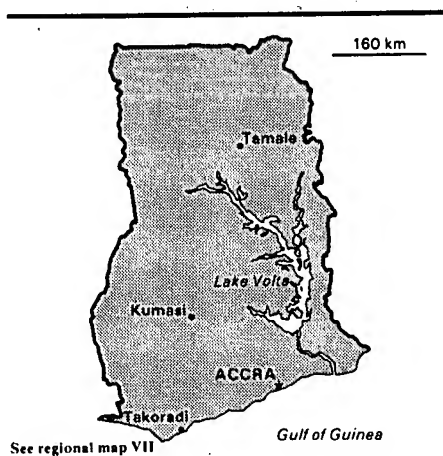 160 km
Tamale
Lake Volta
Kumasi
ACCRA
Takoradi
Gulf of Guinea
See regional map VII